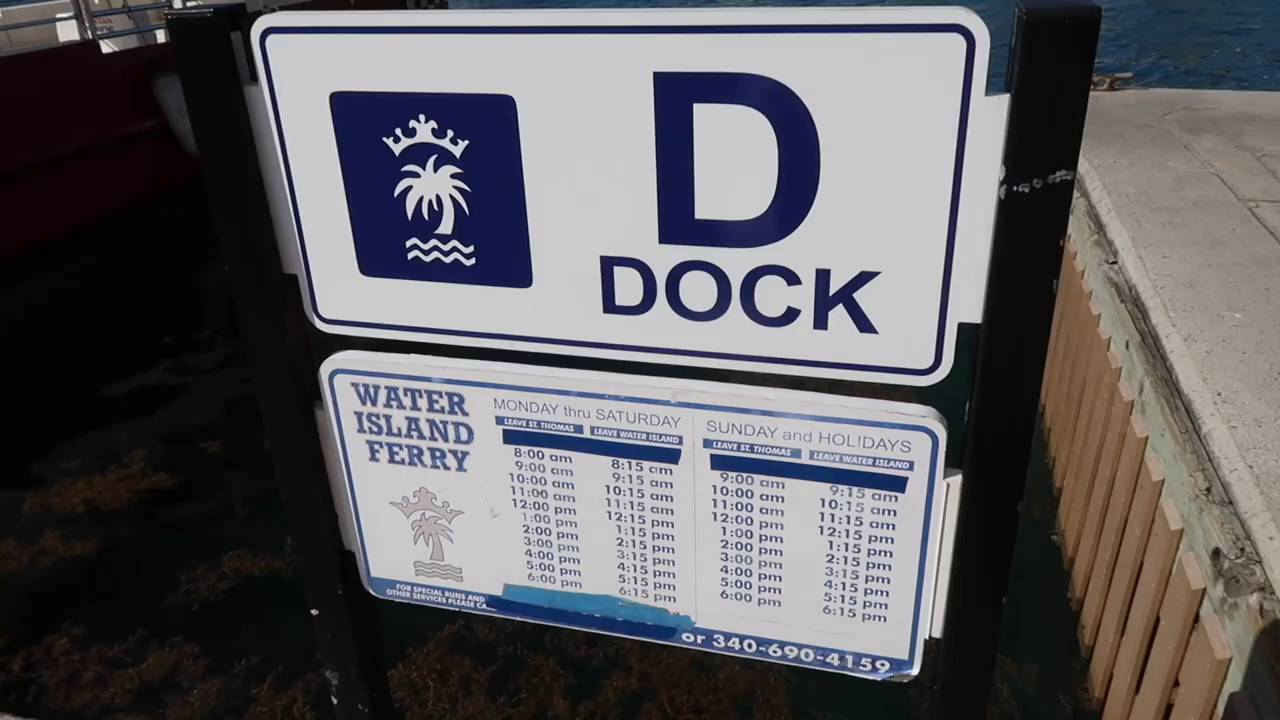 D
DOCK
WATER
ISLAND
FERRY
MONDAY thru SATURDAY
LEAVE ST. THOMAS LEAVE WATER ISLAND
8:00 am 8:15 am
9:00 am 9:15 am
10:00 am 10:15 am
11:00 am 11:15 am
12:00 pm 12:15 pm
1:00 pm 1:15 pm
2:00 pm 2:15 pm
3:00 pm 3:15 pm
4:00 pm 4:15 pm
5:00 pm 5:15 pm
6:00 pm 6:15 pm
SUNDAY and HOLIDAYS
LEAVE ST. THOMAS LEAVE WATER ISLAND
9:00 am 9:15 am
10:00 am 10:15 am
11:00 am 11:15 am
12:00 pm 12:15 pm
1:00 pm 1:15 pm
2:00 pm 2:15 pm
3:00 pm 3:15 pm
4:00 pm 4:15 pm
5:00 pm 5:15 pm
6:00 pm 6:15 pm
FOR SPECIAL RUNS AND
OTHER SERVICES PLEASE
or 340-690-4159